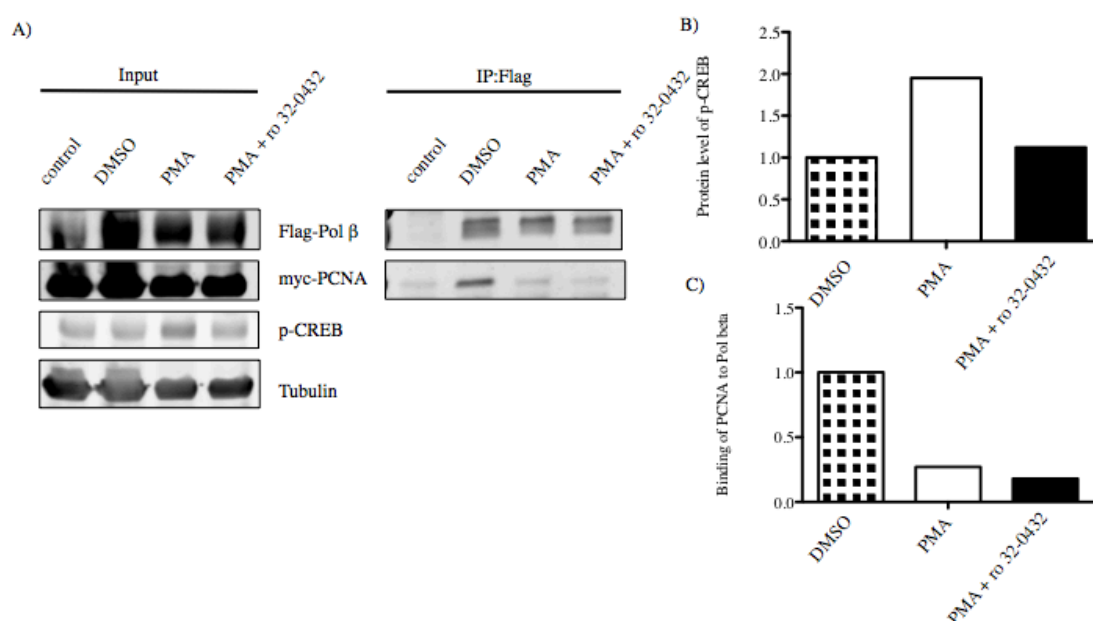 A)
Input
IP:Flag
control
DMSO
PMA
PMA + ro 32-0432
control
DMSO
PMA
PMA + ro 32-0432
Flag-Pol β
myc-PCNA
p-CREB
Tubulin
B)
Protein level of p-CREB
2.5
2.0
1.5
1.0
0.5
0.0
DMSO
PMA
PMA + ro 32-0432
C)
Binding of PCNA to Pol beta
1.5
1.0
0.5
0.0
DMSO
PMA
PMA + ro 32-0432